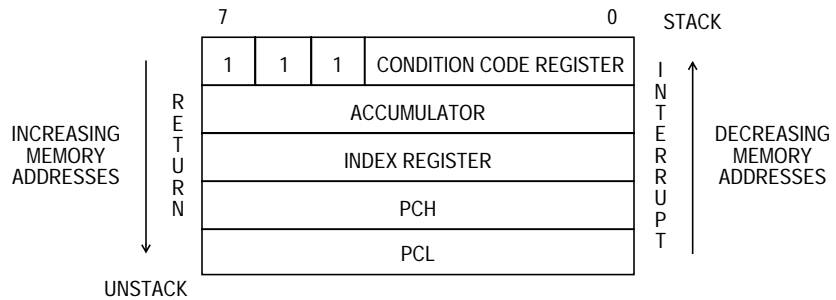 7 0 STACK
1 1 1 CONDITION CODE REGISTER
ACCUMULATOR
INDEX REGISTER
PCH
PCL
INCREASING
MEMORY
ADDRESSES
RETURN
INTERRUPT
DECREASING
MEMORY
ADDRESSES
UNSTACK